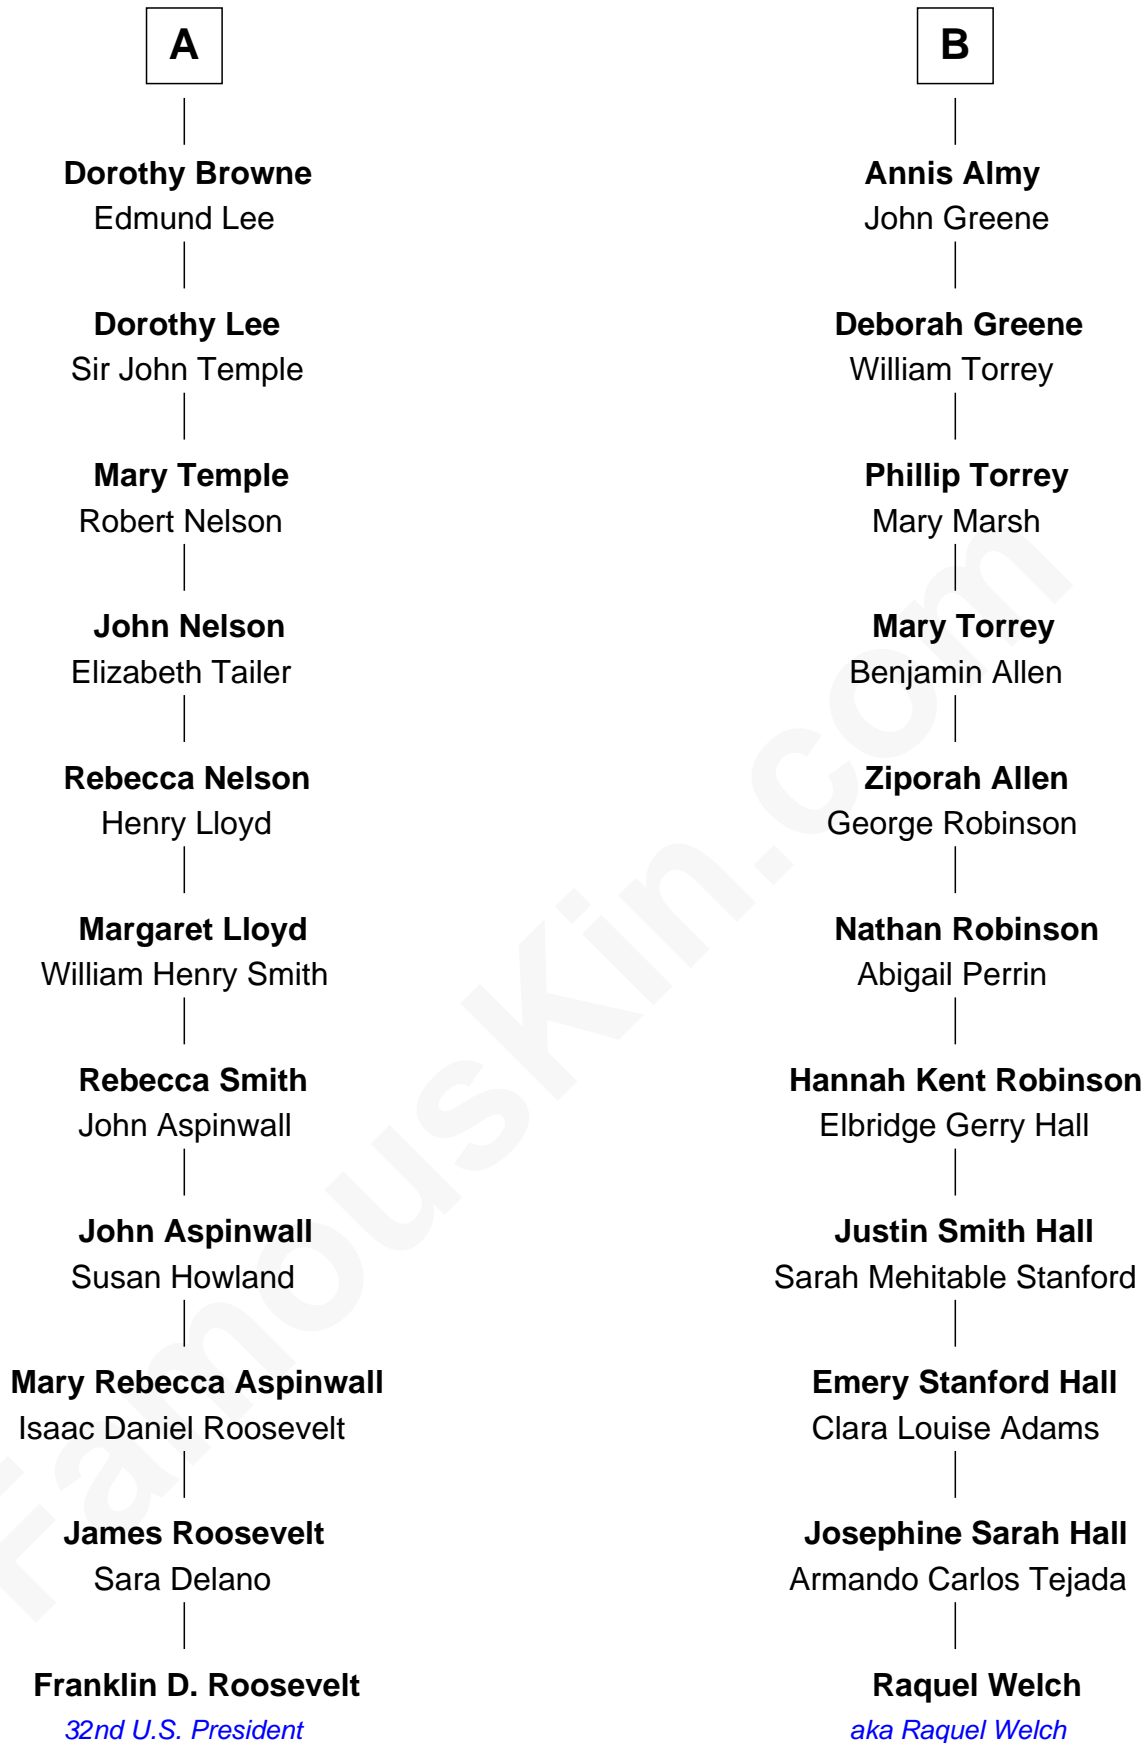 A
Dorothy Browne
Edmund Lee
Dorothy Lee
Sir John Temple
Mary Temple
Robert Nelson
John Nelson
Elizabeth Tailer
Rebecca Nelson
Henry Lloyd
Margaret Lloyd
William Henry Smith
Rebecca Smith
John Aspinwall
John Aspinwall
Susan Howland
Mary Rebecca Aspinwall
Isaac Daniel Roosevelt
James Roosevelt
Sara Delano
Franklin D. Roosevelt
32nd U.S. President
B
Annis Almy
John Greene
Deborah Greene
William Torrey
Phillip Torrey
Mary Marsh
Mary Torrey
Benjamin Allen
Ziporah Allen
George Robinson
Nathan Robinson
Abigail Perrin
Hannah Kent Robinson
Elbridge Gerry Hall
Justin Smith Hall
Sarah Mehitable Stanford
Emery Stanford Hall
Clara Louise Adams
Josephine Sarah Hall
Armando Carlos Tejada
Raquel Welch
aka Raquel Welch
FamousKin.com